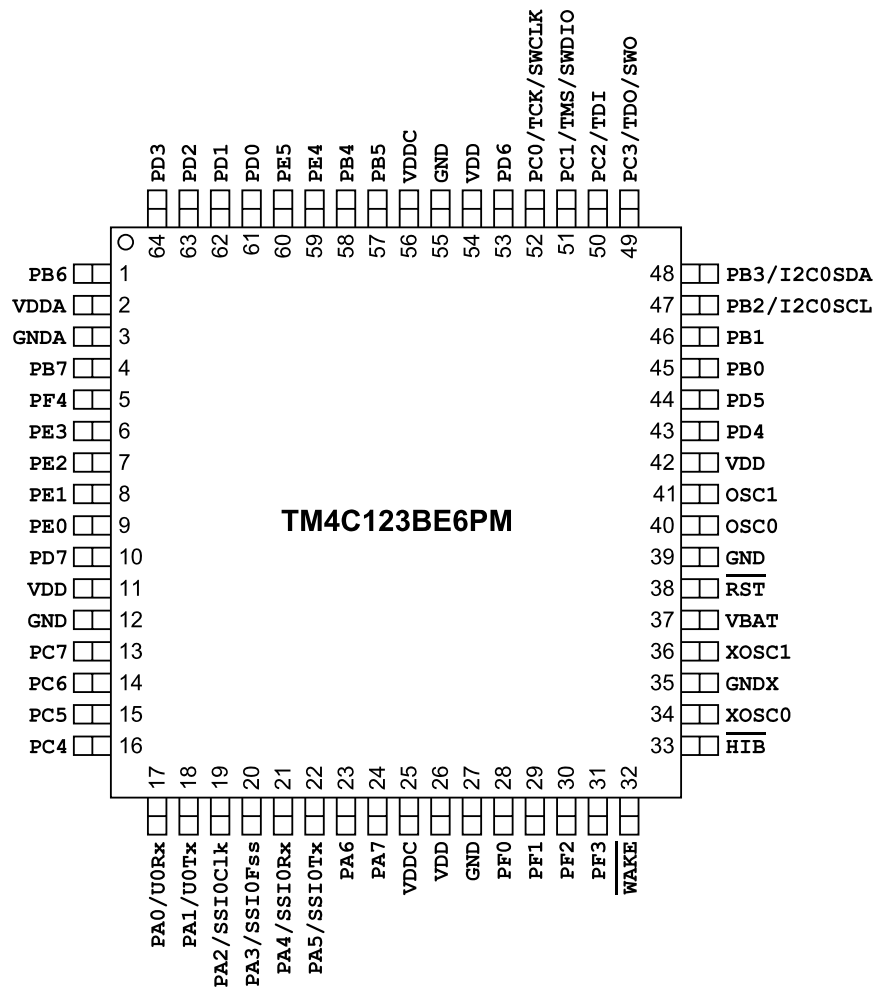 PC0/TCK/SWCLK
PC1/TMS/SWDIO
PC2/TDI
PC3/TDO/SWO
PD3
PD2
PD1
PD0
PE5
PE4
PB4
PB5
VDDC
GND
VDD
PD6
64
63
62
61
60
59
58
57
56
55
54
53
52
51
50
49
PB6 1
VDDA 2
GNDA 3
PB7 4
PF4 5
PE3 6
PE2 7
PE1 8
PE0 9
PD7 10
VDD 11
GND 12
PC7 13
PC6 14
PC5 15
PC4 16
TM4C123BE6PM
48 PB3/I2C0SDA
47 PB2/I2C0SCL
46 PB1
45 PB0
44 PD5
43 PD4
42 VDD
41 OSC1
40 OSC0
39 GND
38 RST
37 VBAT
36 XOSC1
35 GNDX
34 XOSC0
33 HIB
17
18
19
20
21
22
23
24
25
26
27
28
29
30
31
32
PA0/U0Rx
PA1/U0Tx
PA2/SSI0Clk
PA3/SSI0Fss
PA4/SSI0Rx
PA5/SSI0Tx
PA6
PA7
VDDC
VDD
GND
PF0
PF1
PF2
PF3
WAKE